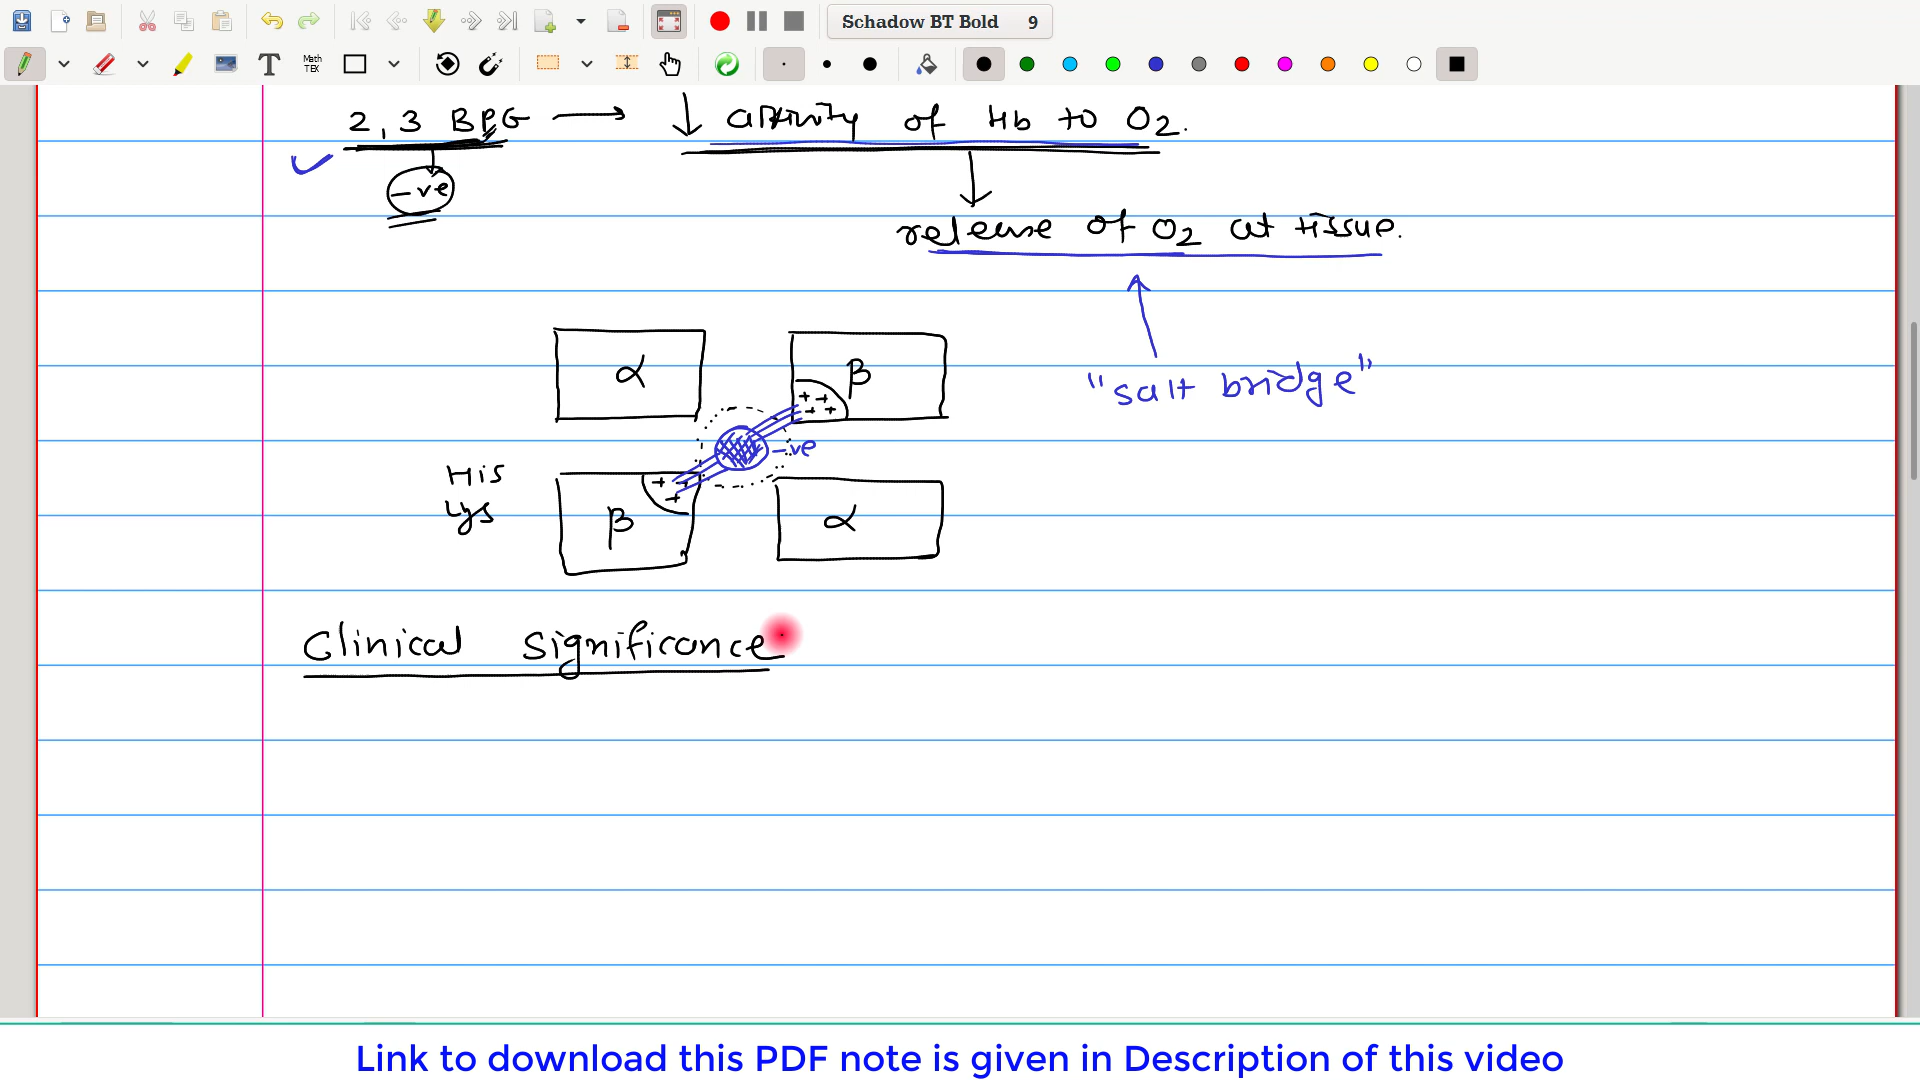 Schadow BT Bold 9
T Math TEX
2, 3 BPG → ↓ affinity of Hb to O2.
-ve
release of O2 at tissue.
α β
"salt bridge"
+ + + +
-ve
His
+ + +
Lys β α
Clinical significance
Link to download this PDF note is given in Description of this video